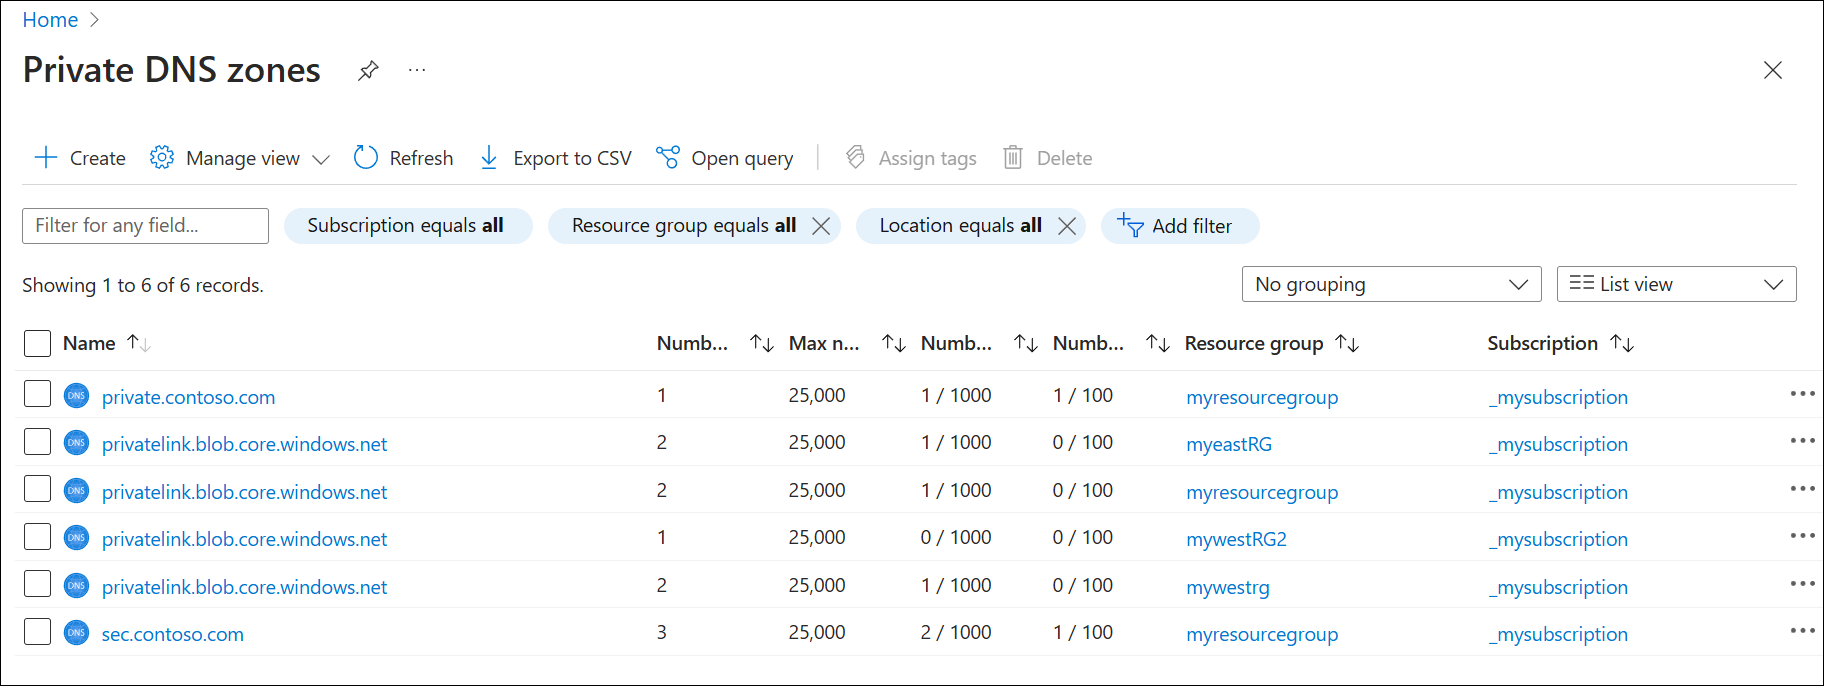 Home
Private DNS zones
Create Manage view Refresh Export to CSV Open query Assign tags Delete
Filter for any field... Subscription equals all Resource group equals all Location equals all Add filter
Showing 1 to 6 of 6 records. No grouping List view
Name Numb... Max n... Numb... Numb... Resource group Subscription
DNS private.contoso.com 1 25,000 1 / 1000 1 / 100 myresourcegroup _mysubscription
DNS privatelink.blob.core.windows.net 2 25,000 1 / 1000 0 / 100 myeastRG _mysubscription
DNS privatelink.blob.core.windows.net 2 25,000 1 / 1000 0 / 100 myresourcegroup _mysubscription
DNS privatelink.blob.core.windows.net 1 25,000 0 / 1000 0 / 100 mywestRG2 _mysubscription
DNS privatelink.blob.core.windows.net 2 25,000 1 / 1000 0 / 100 mywestrg _mysubscription
DNS sec.contoso.com 3 25,000 2 / 1000 1 / 100 myresourcegroup _mysubscription